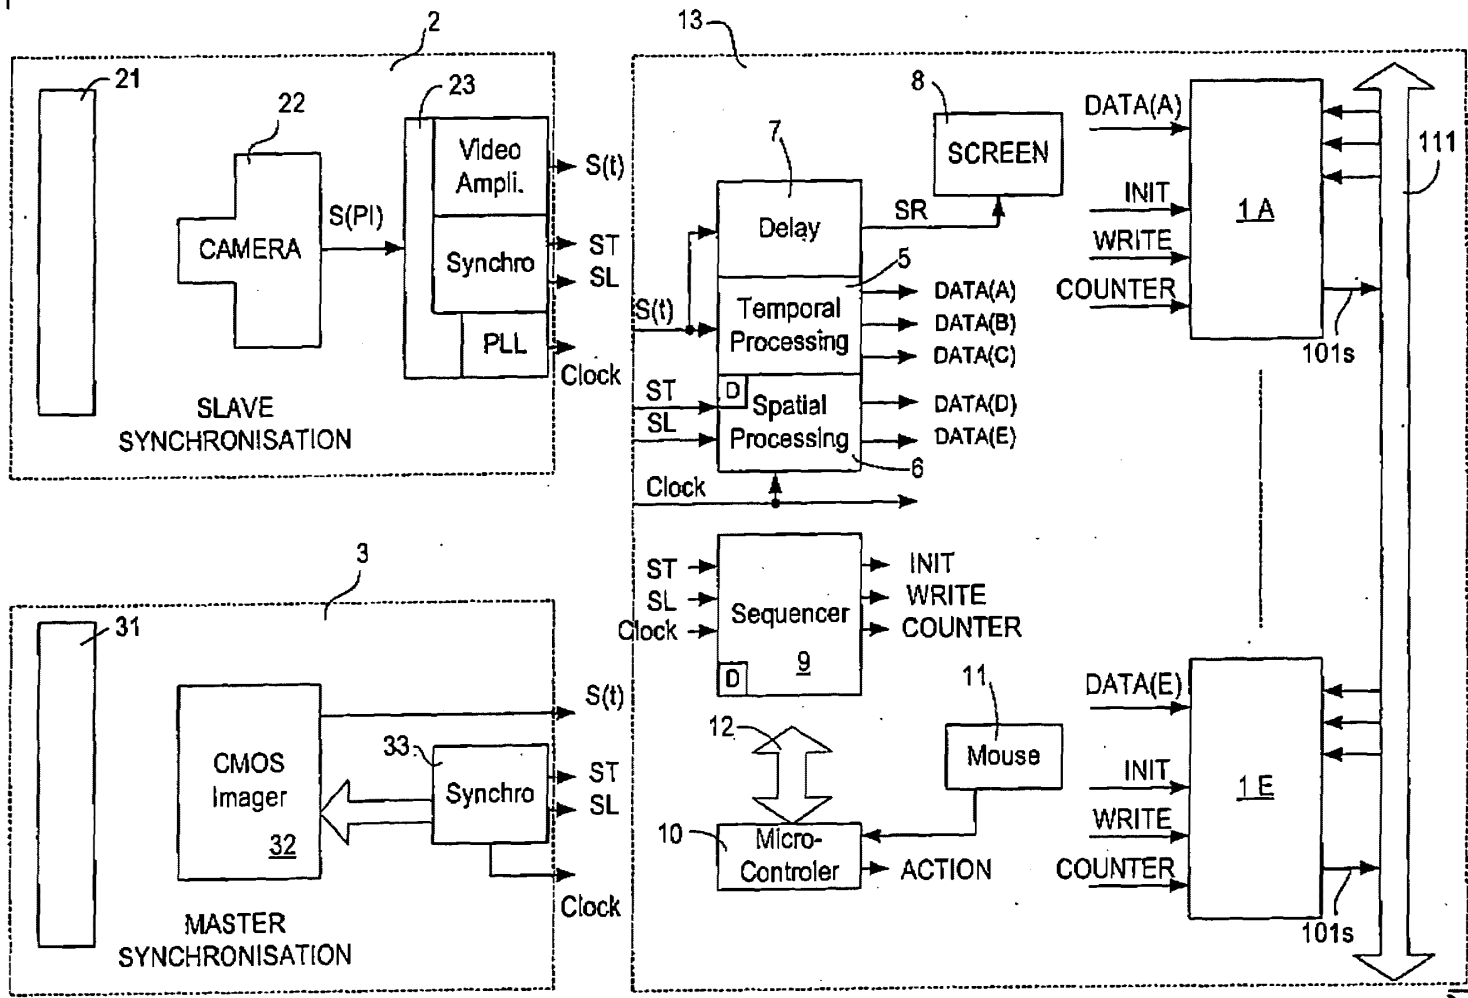 2
21
22
23
Video
Ampli.
S(t)
S(PI)
CAMERA
Synchro
ST
SL
PLL
Clock
SLAVE
SYNCHRONISATION
3
31
S(t)
CMOS
Imager
32
33
Synchro
ST
SL
Clock
MASTER
SYNCHRONISATION
13
8
SCREEN
7
Delay
SR
5
S(t)
Temporal
Processing
DATA(A)
DATA(B)
DATA(C)
ST
SL
D
Spatial
Processing
DATA(D)
DATA(E)
6
Clock
ST
SL
Clock
Sequencer
9
D
INIT
WRITE
COUNTER
12
11
Mouse
10
Micro-
Controler
ACTION
DATA(A)
INIT
WRITE
COUNTER
1 A
101s
111
DATA(E)
INIT
WRITE
COUNTER
1 E
101s